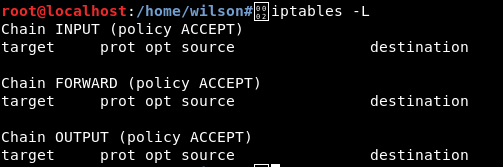 root@localhost:/home/wilson# iptables -L
Chain INPUT (policy ACCEPT)
target     prot opt source               destination

Chain FORWARD (policy ACCEPT)
target     prot opt source               destination

Chain OUTPUT (policy ACCEPT)
target     prot opt source               destination